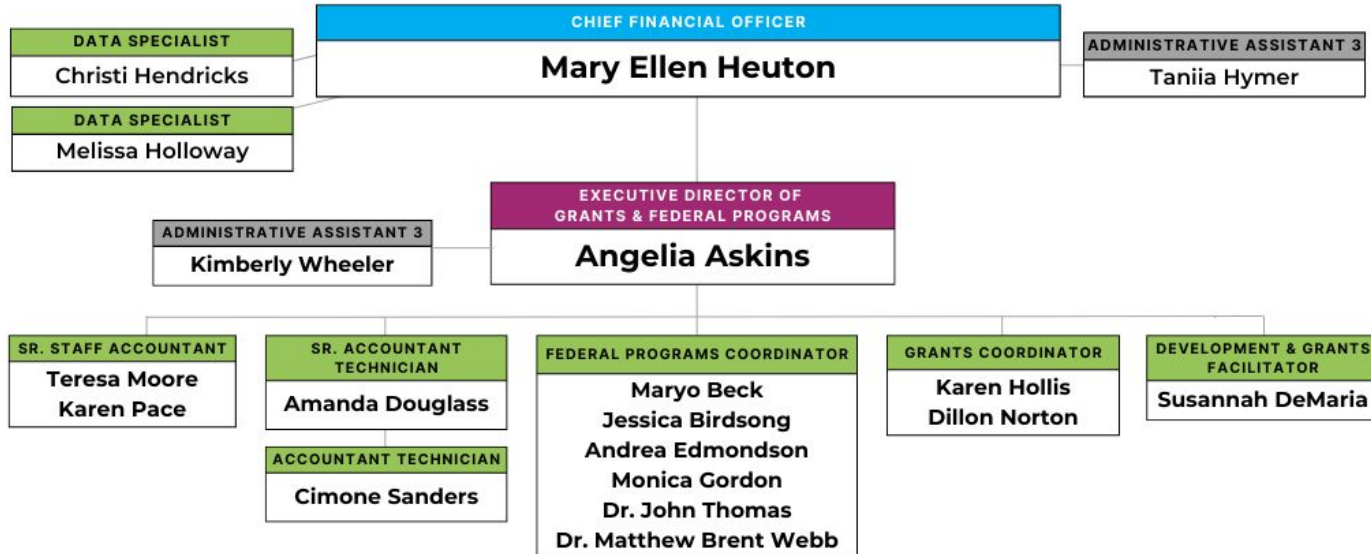 CHIEF FINANCIAL OFFICER
Mary Ellen Heuton
DATA SPECIALIST
Christi Hendricks
DATA SPECIALIST
Melissa Holloway
ADMINISTRATIVE ASSISTANT 3
Taniia Hymer
EXECUTIVE DIRECTOR OF
GRANTS & FEDERAL PROGRAMS
Angelia Askins
ADMINISTRATIVE ASSISTANT 3
Kimberly Wheeler
SR. STAFF ACCOUNTANT
Teresa Moore
Karen Pace
SR. ACCOUNTANT
TECHNICIAN
Amanda Douglass
ACCOUNTANT TECHNICIAN
Cimone Sanders
FEDERAL PROGRAMS COORDINATOR
Maryo Beck
Jessica Birdsong
Andrea Edmondson
Monica Gordon
Dr. John Thomas
Dr. Matthew Brent Webb
GRANTS COORDINATOR
Karen Hollis
Dillon Norton
DEVELOPMENT & GRANTS
FACILITATOR
Susannah DeMaria